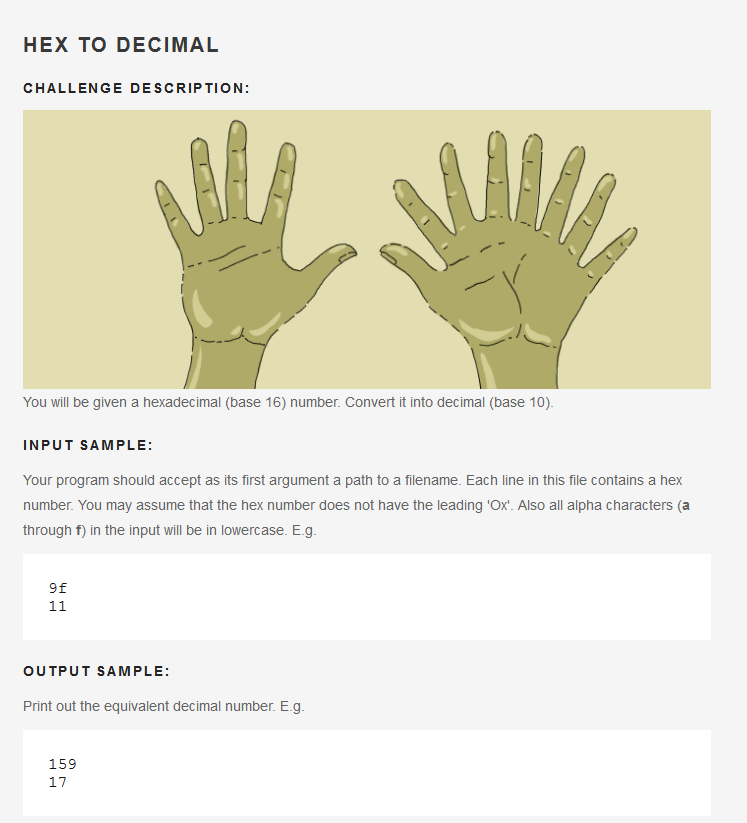 HEX TO DECIMAL
CHALLENGE DESCRIPTION:
You will be given a hexadecimal (base 16) number. Convert it into decimal (base 10).
INPUT SAMPLE:
Your program should accept as its first argument a path to a filename. Each line in this file contains a hex
number. You may assume that the hex number does not have the leading 'Ox'. Also all alpha characters (a
through f) in the input will be in lowercase. E.g.
9f
11
OUTPUT SAMPLE:
Print out the equivalent decimal number. E.g.
159
17